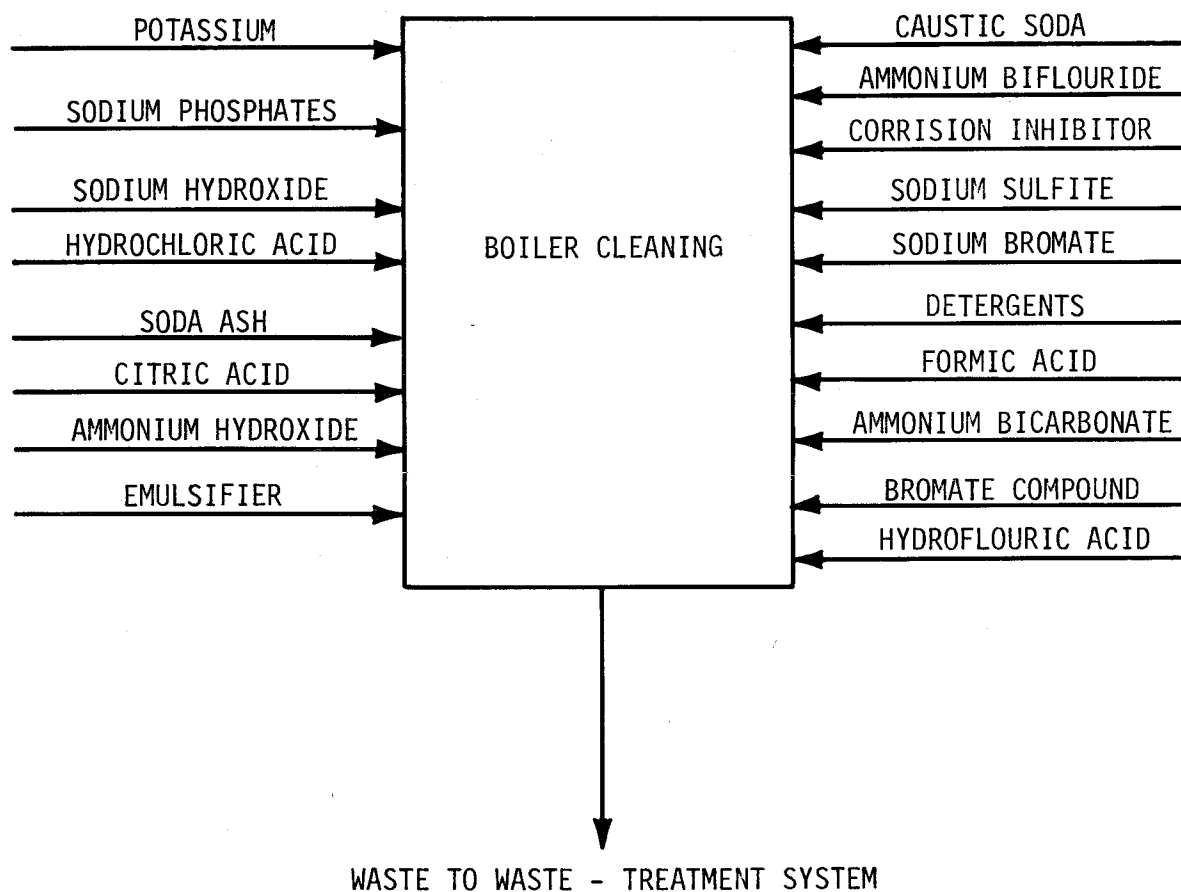 POTASSIUM
SODIUM PHOSPHATES
SODIUM HYDROXIDE
HYDROCHLORIC ACID
SODA ASH
CITRIC ACID
AMMONIUM HYDROXIDE
EMULSIFIER
BOILER CLEANING
CAUSTIC SODA
AMMONIUM BIFLOURIDE
CORRISION INHIBITOR
SODIUM SULFITE
SODIUM BROMATE
DETERGENTS
FORMIC ACID
AMMONIUM BICARBONATE
BROMATE COMPOUND
HYDROFLOURIC ACID
WASTE TO WASTE - TREATMENT SYSTEM